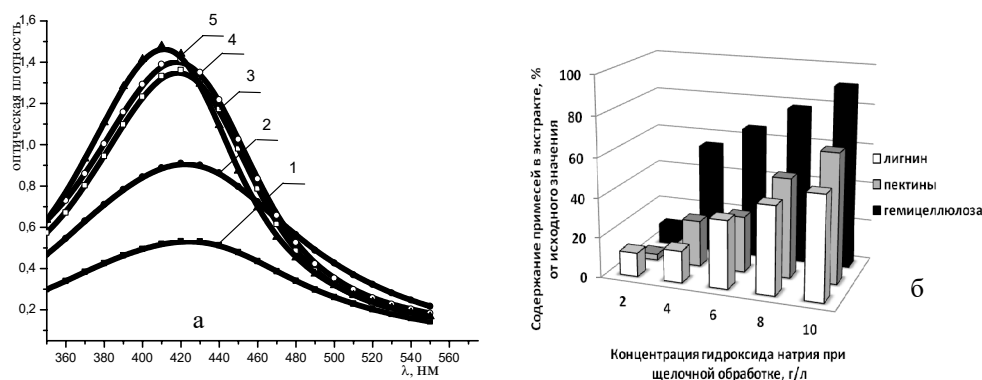 1,6
1,4
1,2
1,0
0,8
0,6
0,4
0,2
оптическая плотность
5
4
3
2
1
а
360 380 400 420 440 460 480 500 520 540 560
λ, нм
Содержание примесей в экстракте, %
от исходного значения
100
80
60
40
20
0
2 4 6 8 10
Концентрация гидроксида натрия при
щелочной обработке, г/л
лигнин
пектины
гемицеллюлоза
б